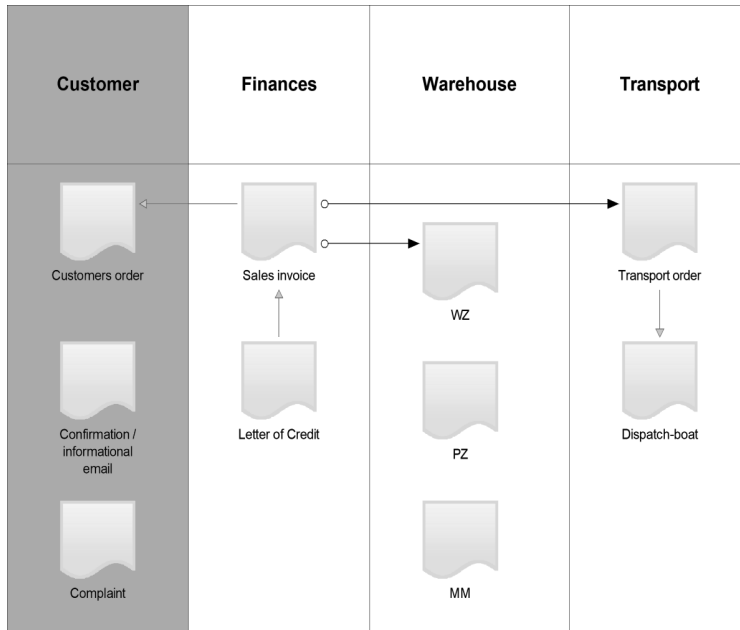 Customer
Finances
Warehouse
Transport
Customers order
Sales invoice
WZ
Transport order
Confirmation /
informational
email
Letter of Credit
PZ
Dispatch-boat
Complaint
MM